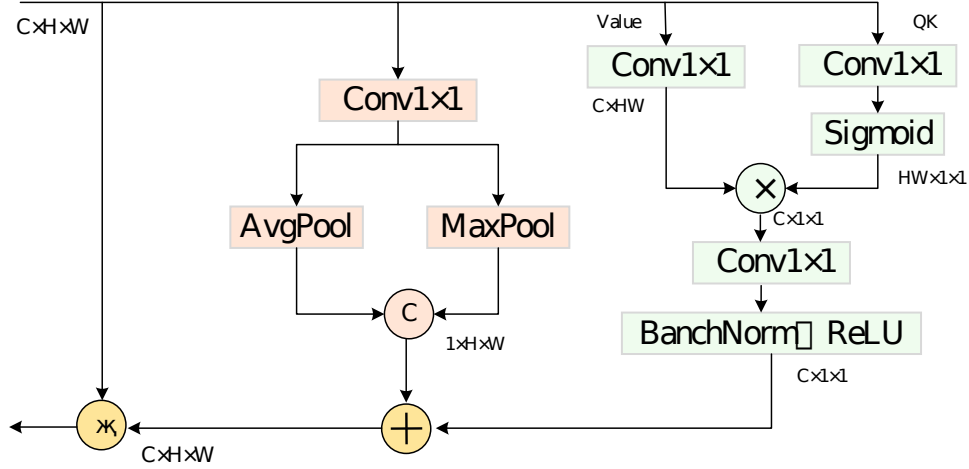 C×H×W
Value
QK
Conv1×1
Conv1×1
Conv1×1
C×HW
Sigmoid
HW×1×1
×
C×1×1
AvgPool
MaxPool
Conv1×1
C
1×H×W
BanchNorm□ ReLU
C×1×1
җ
+
C×H×W